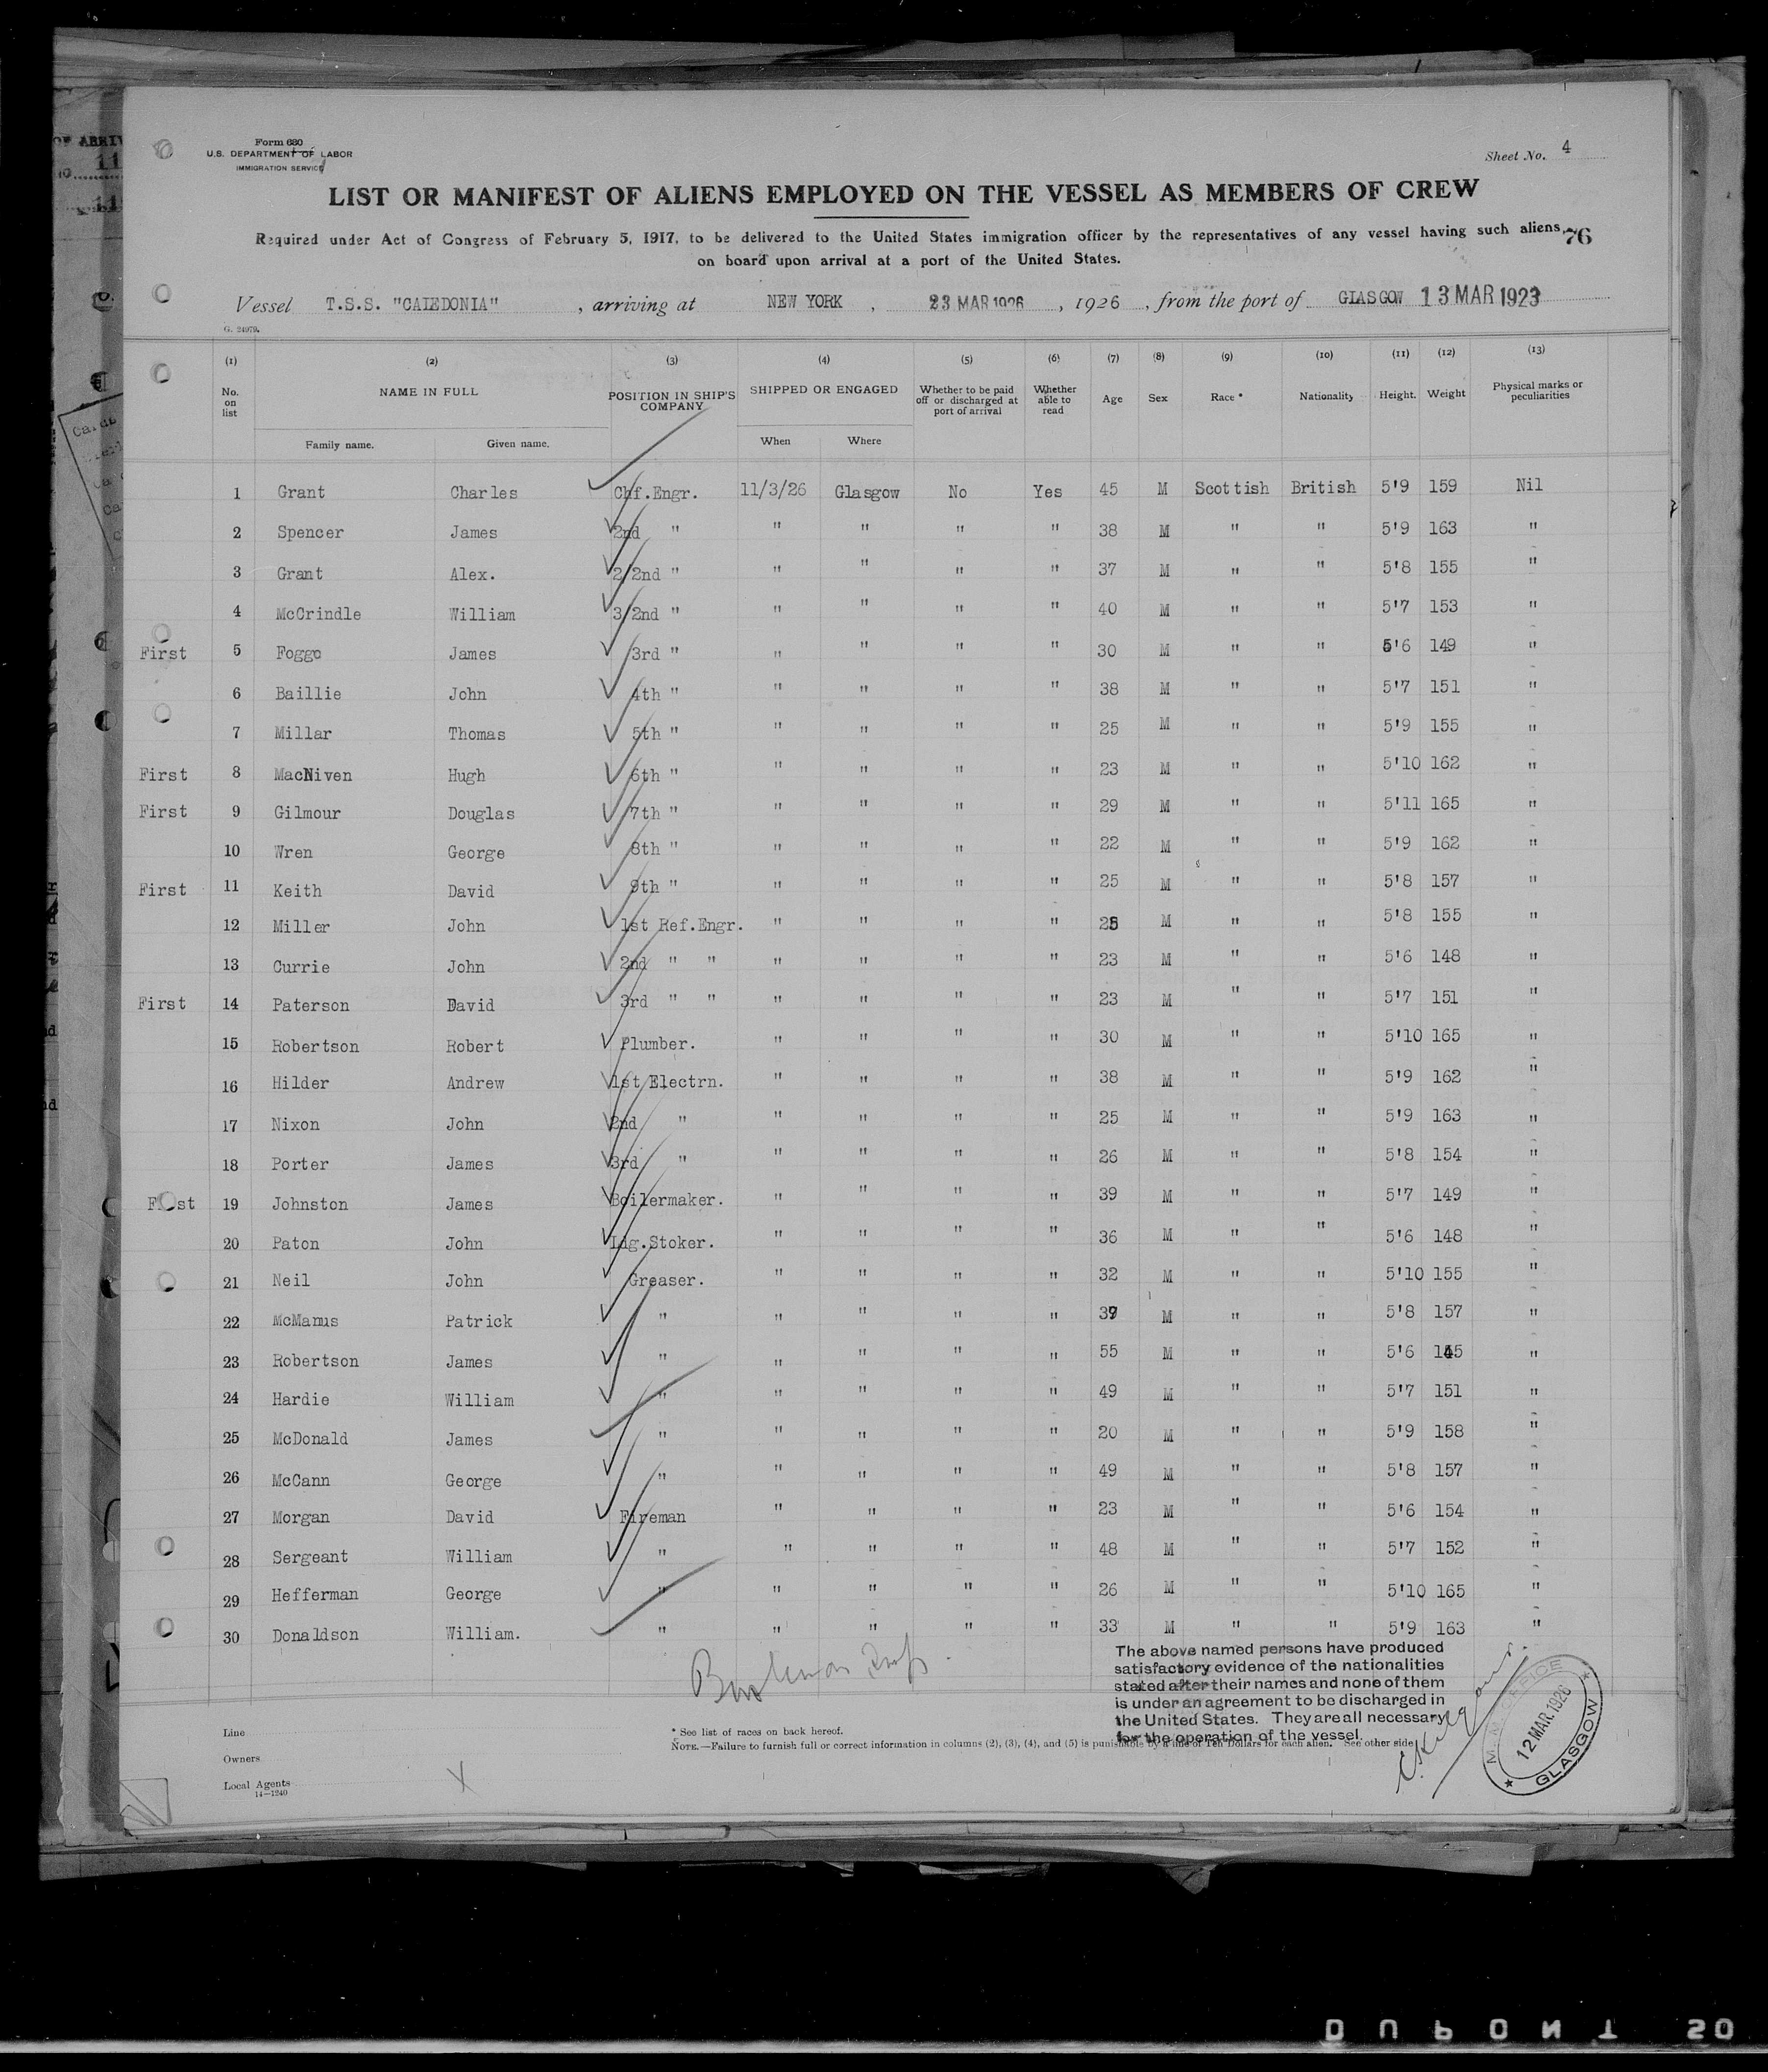 Form 680
U.S. DEPARTMENT OF LABOR
IMMIGRATION SERVICE
Sheet No. 4
LIST OR MANIFEST OF ALIENS EMPLOYED ON THE VESSEL AS MEMBERS OF CREW
Required under Act of Congress of February 5, 1917, to be delivered to the United States immigration officer by the representatives of any vessel having such aliens
on board upon arrival at a port of the United States.
76
Vessel T.S.S. "CALEDONIA" , arriving at NEW YORK , 23 MAR 1926 , 1926 , from the port of GLASGOW 13 MAR 1923
G. 24979.
(1) (2) (3) (4) (5) (6) (7) (8) (9) (10) (11) (12) (13)
No. on list NAME IN FULL POSITION IN SHIP'S COMPANY SHIPPED OR ENGAGED Whether to be paid off or discharged at port of arrival Whether able to read Age Sex Race * Nationality Height. Weight Physical marks or peculiarities
Family name. Given name. When Where
1 Grant Charles Chf.Engr. 11/3/26 Glasgow No Yes 45 M Scottish British 5'9 159 Nil
2 Spencer James 2nd " " " " " 38 M " " 5'9 163 "
3 Grant Alex. 2/2nd " " " " " 37 M " " 5'8 155 "
4 McCrindle William 3/2nd " " " " " 40 M " " 5'7 153 "
First 5 Foggo James 3rd " " " " " 30 M " " 5'6 149 "
6 Baillie John 4th " " " " " 38 M " " 5'7 151 "
7 Millar Thomas 5th " " " " " 25 M " " 5'9 155 "
First 8 MacNiven Hugh 6th " " " " " 23 M " " 5'10 162 "
First 9 Gilmour Douglas 7th " " " " " 29 M " " 5'11 165 "
10 Wren George 8th " " " " " 22 M " " 5'9 162 "
First 11 Keith David 9th " " " " " 25 M " " 5'8 157 "
12 Miller John 1st Ref.Engr. " " " " M " " 5'8 155 "
13 Currie John 2nd " " " " " " 23 M " " 5'6 148 "
First 14 Paterson David 3rd " " " " " " 23 M " " 5'7 151 "
15 Robertson Robert Plumber. " " " " 30 M " " 5'10 165 "
16 Hilder Andrew 1st Electrn. " " " " 38 M " " 5'9 162 "
17 Nixon John 2nd " " " " " 25 M " " 5'9 163 "
18 Porter James 3rd " " " " " 26 M " " 5'8 154 "
First 19 Johnston James Boilermaker. " " " " 39 M " " 5'7 149 "
20 Paton John Ldg.Stoker. " " " " 36 M " " 5'6 148 "
21 Neil John Greaser. " " " " 32 M " " 5'10 155 "
22 McManus Patrick " " " " " M " " 5'8 157 "
23 Robertson James " " " " " 55 M " " 5'6 145 "
24 Hardie William " " " " " 49 M " " 5'7 151 "
25 McDonald James " " " " " 20 M " " 5'9 158 "
26 McCann George " " " " " 49 M " " 5'8 157 "
27 Morgan David Fireman " " " " 23 M " " 5'6 154 "
28 Sergeant William " " " " " 48 M " " 5'7 152 "
29 Hefferman George " " " " " 26 M " " 5'10 165 "
30 Donaldson William. " " " " " 33 M " " 5'9 163 "
The above named persons have produced
satisfactory evidence of the nationalities
stated after their names and none of them
is under an agreement to be discharged in
the United States. They are all necessary
for the operation of the vessel.
M.M. OFFICE
12 MAR.1926
GLASGOW
Line
Owners
Local Agents
14—1240
* See list of races on back hereof.
NOTE.—Failure to furnish full or correct information in columns (2), (3), (4), and (5) is punishable by a fine of Ten Dollars for each alien. See other side
DUPONT 20